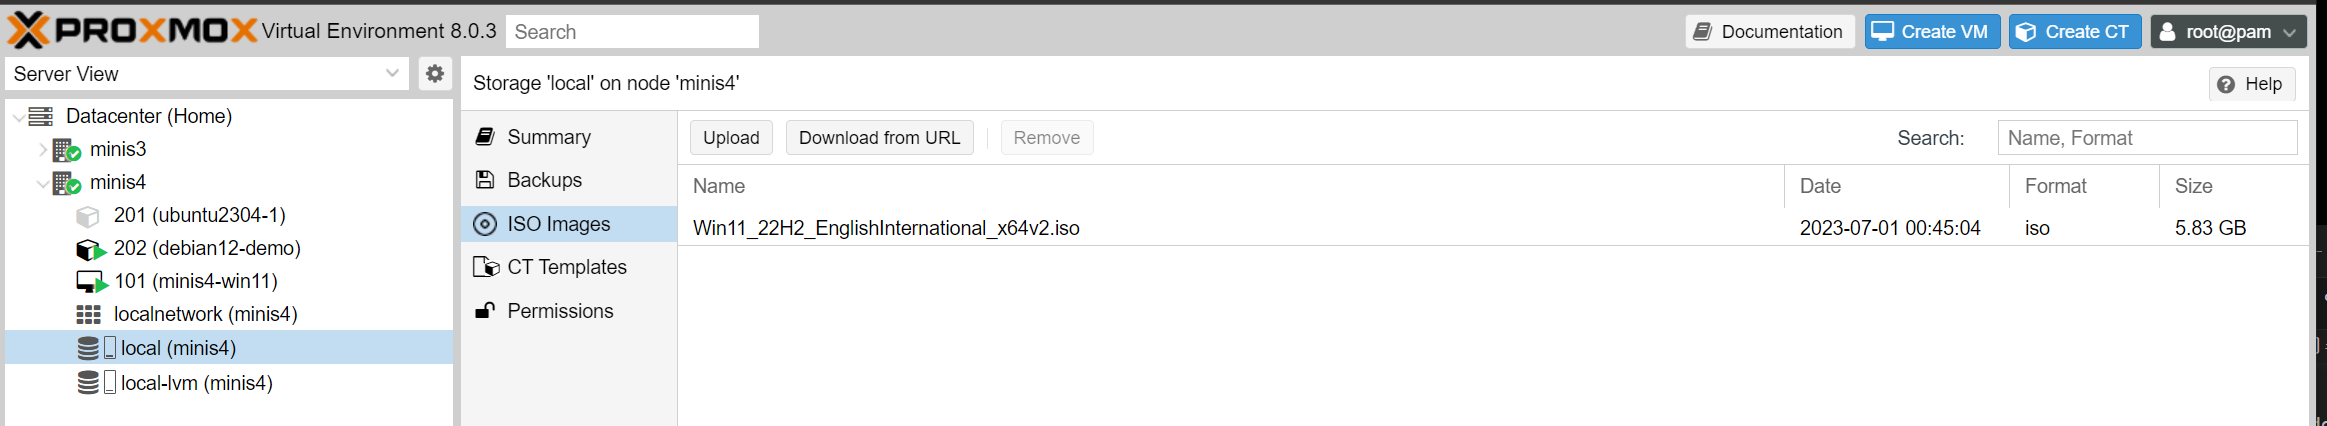 PROXMOX Virtual Environment 8.0.3 Search Documentation Create VM Create CT root@pam
Server View
Storage 'local' on node 'minis4' Help
Datacenter (Home)
minis3
minis4
201 (ubuntu2304-1)
202 (debian12-demo)
101 (minis4-win11)
localnetwork (minis4)
local (minis4)
local-lvm (minis4)
Summary
Backups
ISO Images
CT Templates
Permissions
Upload Download from URL Remove Search: Name, Format
Name Date Format Size
Win11_22H2_EnglishInternational_x64v2.iso 2023-07-01 00:45:04 iso 5.83 GB